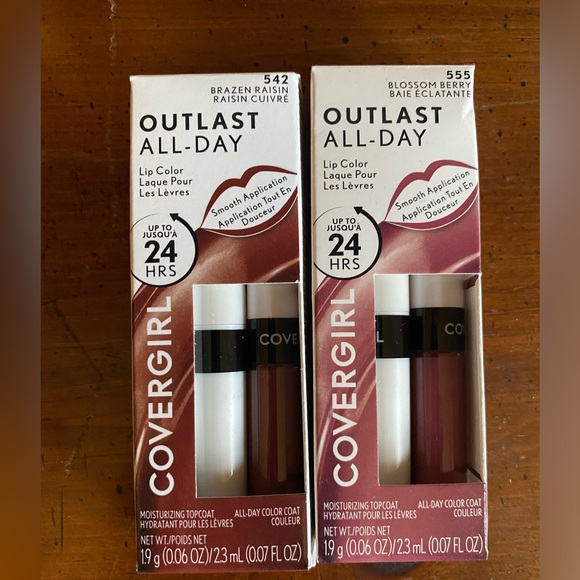 542
BRAZEN RAISIN
RAISIN CUIVRÉ
OUTLAST
ALL-DAY
Lip Color
Laque Pour
Les Lèvres
Smooth Application
Application Tout En
Douceur
UP TO
JUSQU'À
24
HRS
COVERGIRL
COVE
MOISTURIZING TOPCOAT
HYDRATANT POUR LES LÈVRES
ALL-DAY COLOR COAT
COULEUR
NET WT./POIDS NET
1.9 g (0.06 OZ)/2.3 mL (0.07 FL OZ)
555
BLOSSOM BERRY
BAIE ÉCLATANTE
OUTLAST
ALL-DAY
Lip Color
Laque Pour
Les Lèvres
Smooth Application
Application Tout En
Douceur
UP TO
JUSQU'À
24
HRS
COVERGIRL
L
CO
MOISTURIZING TOPCOAT
HYDRATANT POUR LES LÈVRES
ALL-DAY COLOR COAT
COULEUR
NET WT./POIDS NET
1.9 g (0.06 OZ)/2.3 mL (0.07 FL OZ)